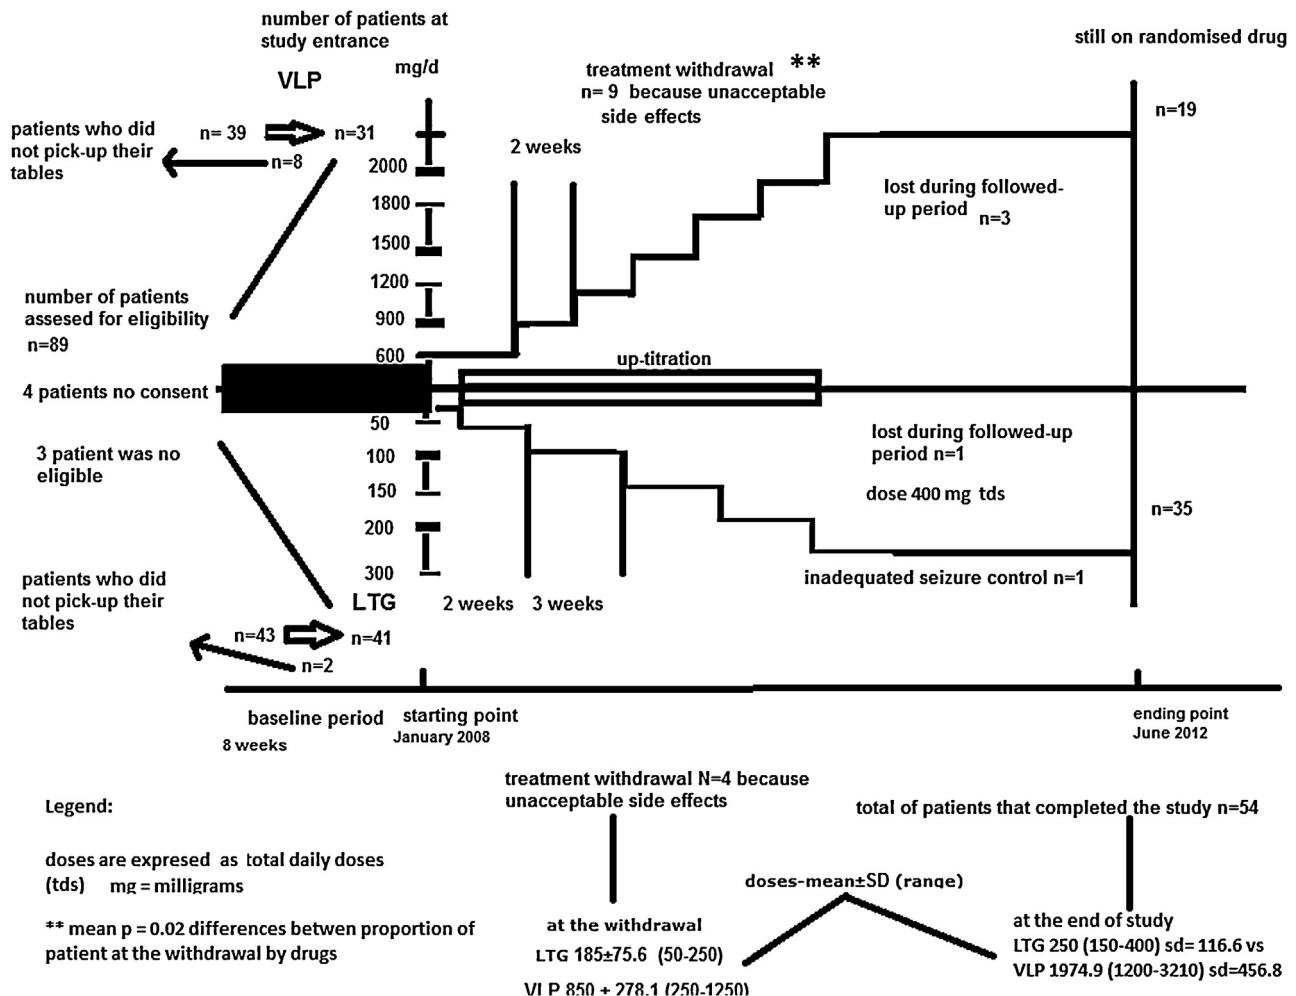 number of patients at
study entrance
VLP
mg/d
n= 39
n=31
n=8
patients who did
not pick-up their
tables
treatment withdrawal **
n= 9 because unacceptable
side effects
2 weeks
still on randomised drug
n=19
2000
1800
1500
1200
900
600
lost during followed-
up period n=3
number of patients
assesed for eligibility
n=89
4 patients no consent
3 patient was no
eligible
up-titration
50
100
150
200
300
lost during followed-up
period n=1
dose 400 mg tds
n=35
inadequated seizure control n=1
patients who did
not pick-up their
tables
LTG
n=43
n=41
n=2
2 weeks
3 weeks
baseline period
8 weeks
starting point
January 2008
ending point
June 2012
Legend:
doses are expresed as total daily doses
(tds) mg = milligrams
** mean p = 0.02 differences betwen proportion of
patient at the withdrawal by drugs
treatment withdrawal N=4 because
unacceptable side effects
total of patients that completed the study n=54
doses-mean±SD (range)
at the withdrawal
LTG 185±75.6 (50-250)
VLP 850 + 278.1 (250-1250)
at the end of study
LTG 250 (150-400) sd= 116.6 vs
VLP 1974.9 (1200-3210) sd=456.8